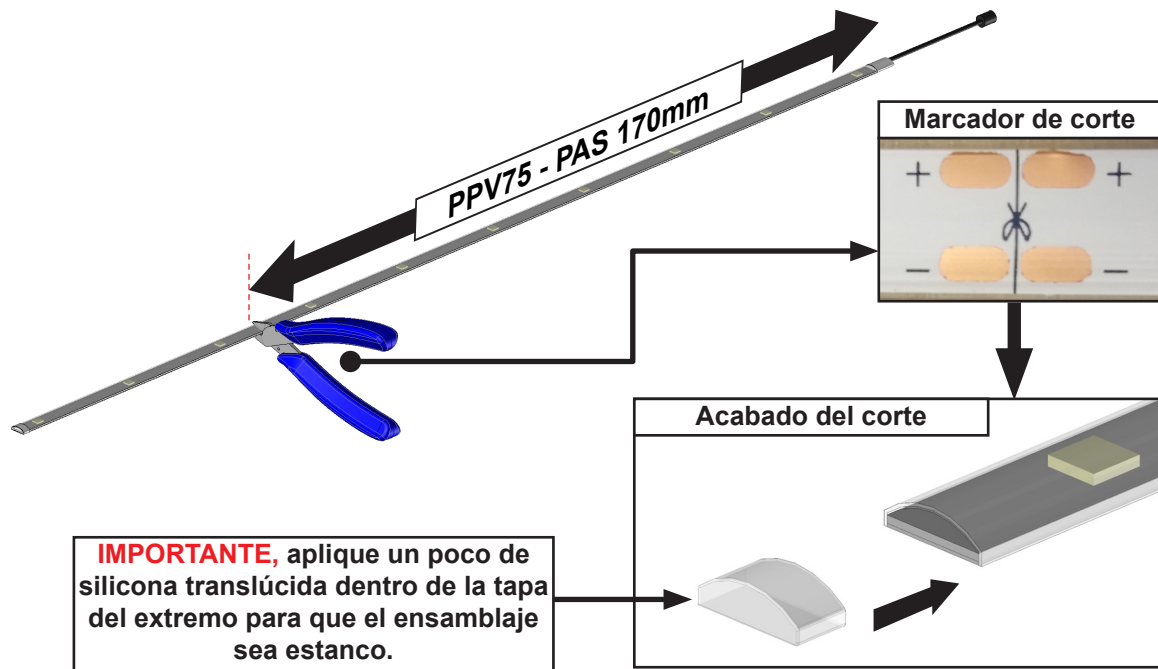 PPV75 - PAS 170mm
Marcador de corte
+ +
− −
Acabado del corte
IMPORTANTE, aplique un poco de
silicona translúcida dentro de la tapa
del extremo para que el ensamblaje
sea estanco.